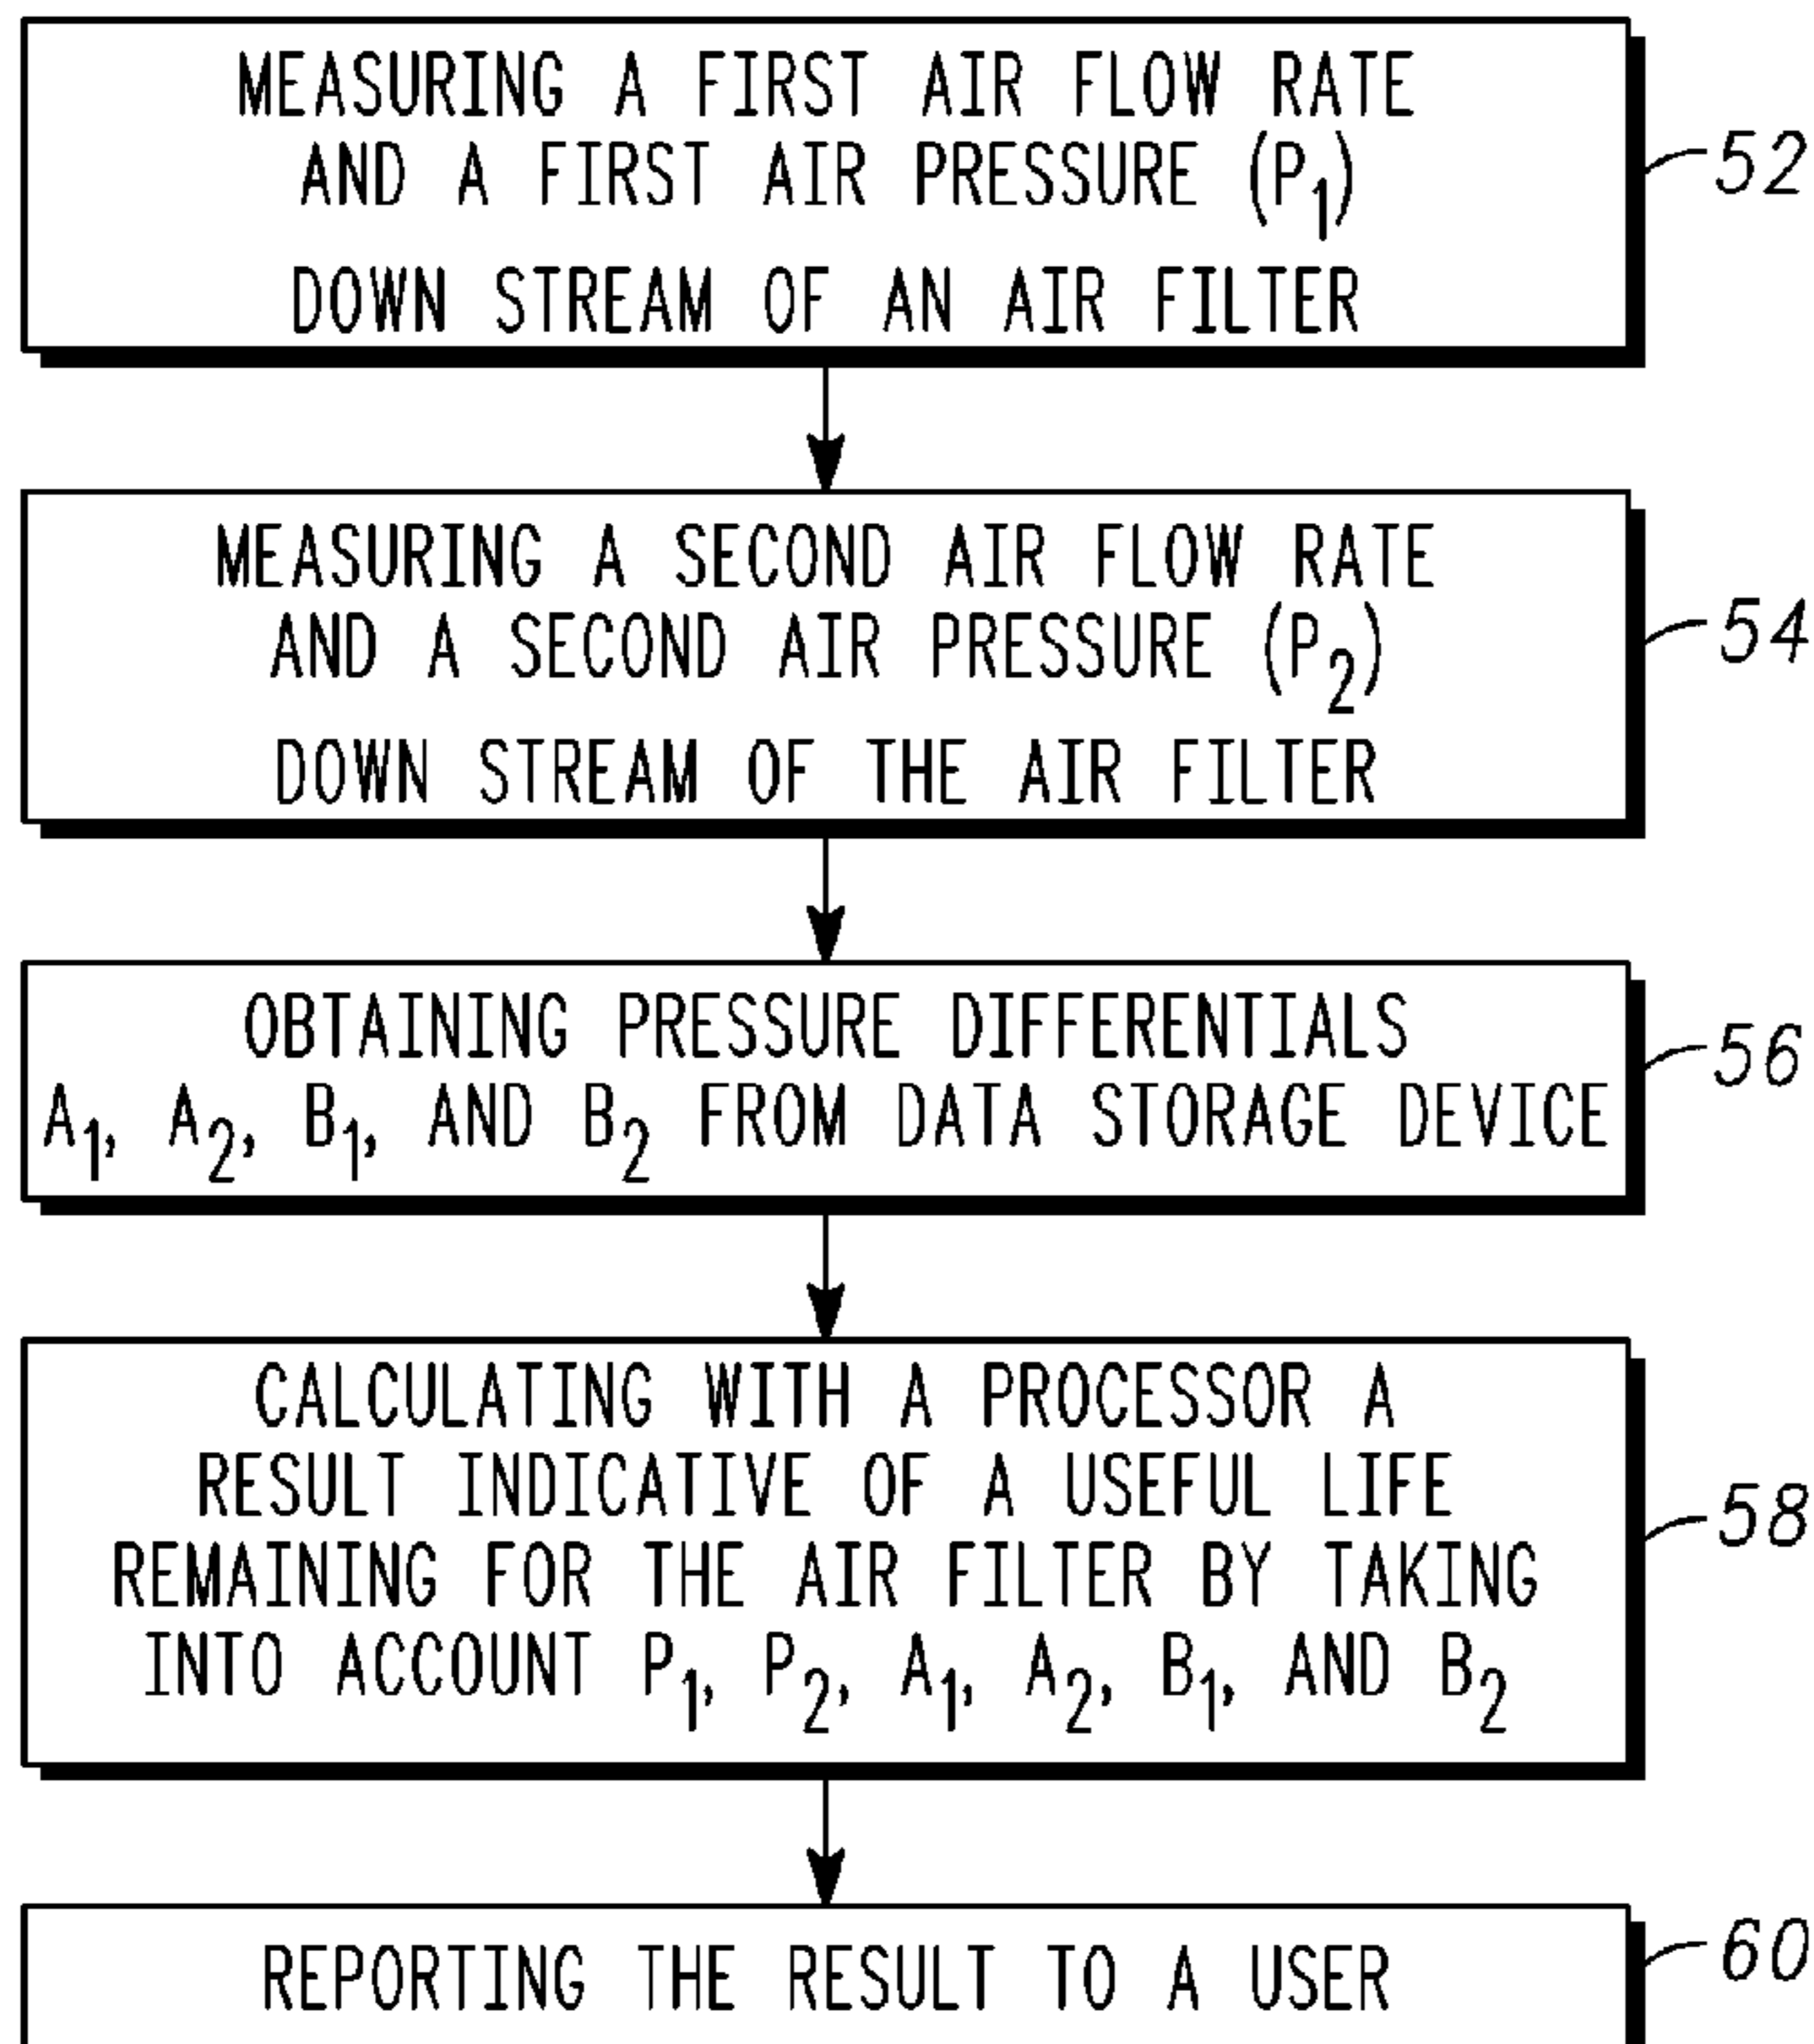 MEASURING A FIRST AIR FLOW RATE
AND A FIRST AIR PRESSURE (P₁)
DOWN STREAM OF AN AIR FILTER
52
MEASURING A SECOND AIR FLOW RATE
AND A SECOND AIR PRESSURE (P₂)
DOWN STREAM OF THE AIR FILTER
54
OBTAINING PRESSURE DIFFERENTIALS
A₁, A₂, B₁, AND B₂ FROM DATA STORAGE DEVICE
56
CALCULATING WITH A PROCESSOR A
RESULT INDICATIVE OF A USEFUL LIFE
REMAINING FOR THE AIR FILTER BY TAKING
INTO ACCOUNT P₁, P₂, A₁, A₂, B₁, AND B₂
58
REPORTING THE RESULT TO A USER
60